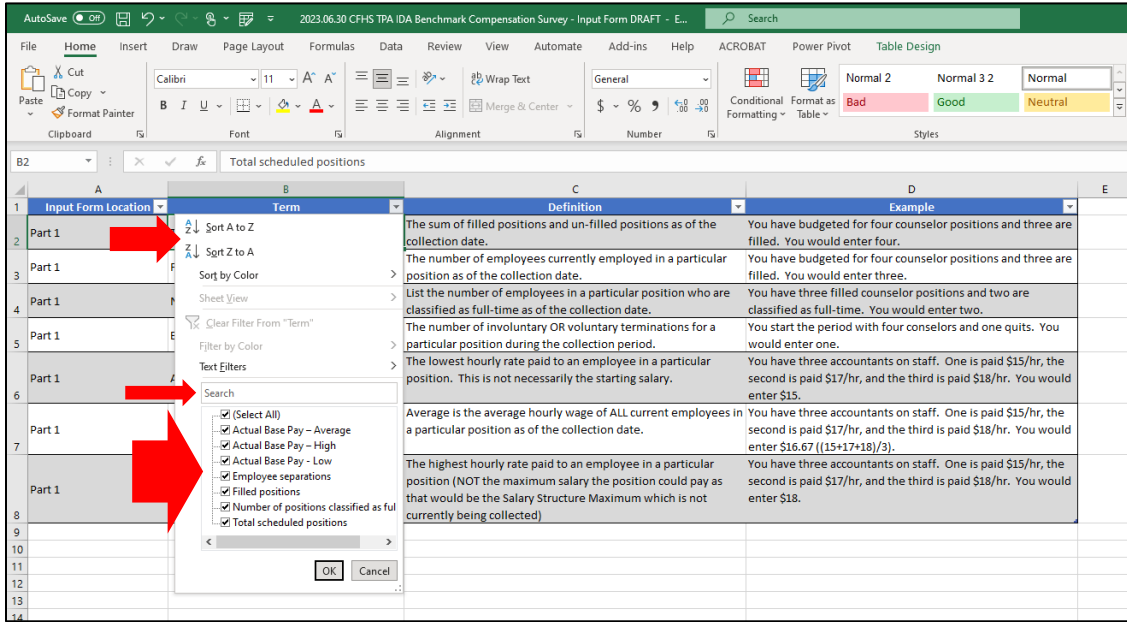 AutoSave Off 2023.06.30 CFHS TPA IDA Benchmark Compensation Survey - Input Form DRAFT - E... Search
File Home Insert Draw Page Layout Formulas Data Review View Automate Add-ins Help ACROBAT Power Pivot Table Design
Paste
Cut
Copy
Format Painter
Clipboard
Calibri 11 A^ A˅
B I U A
Font
ab Wrap Text
Merge & Center
Alignment
General
$ % 9 .00
Number
Conditional Formatting
Format as Table
Normal 2 Normal 3 2 Normal
Bad Good Neutral
Styles
B2 fx Total scheduled positions
A B C D E
1 Input Form Location Term Definition Example
2 Part 1
The sum of filled positions and un-filled positions as of the
collection date.
You have budgeted for four counselor positions and three are
filled. You would enter four.
3 Part 1 F
The number of employees currently employed in a particular
position as of the collection date.
You have budgeted for four counselor positions and three are
filled. You would enter three.
4 Part 1 N
List the number of employees in a particular position who are
classified as full-time as of the collection date.
You have three filled counselor positions and two are
classified as full-time. You would enter two.
5 Part 1 E
The number of involuntary OR voluntary terminations for a
particular position during the collection period.
You start the period with four conselors and one quits. You
would enter one.
6 Part 1 A
The lowest hourly rate paid to an employee in a particular
position. This is not necessarily the starting salary.
You have three accountants on staff. One is paid $15/hr, the
second is paid $17/hr, and the third is paid $18/hr. You would
enter $15.
7 Part 1
Average is the average hourly wage of ALL current employees in
a particular position as of the collection date.
You have three accountants on staff. One is paid $15/hr, the
second is paid $17/hr, and the third is paid $18/hr. You would
enter $16.67 ((15+17+18)/3).
8 Part 1
The highest hourly rate paid to an employee in a particular
position (NOT the maximum salary the position could pay as
that would be the Salary Structure Maximum which is not
currently being collected)
You have three accountants on staff. One is paid $15/hr, the
second is paid $17/hr, and the third is paid $18/hr. You would
enter $18.
9
10
11
12
13
14
Sort A to Z
Sort Z to A
Sort by Color
Sheet View
Clear Filter From "Term"
Filter by Color
Text Filters
Search
(Select All)
Actual Base Pay – Average
Actual Base Pay – High
Actual Base Pay - Low
Employee separations
Filled positions
Number of positions classified as ful
Total scheduled positions
OK Cancel